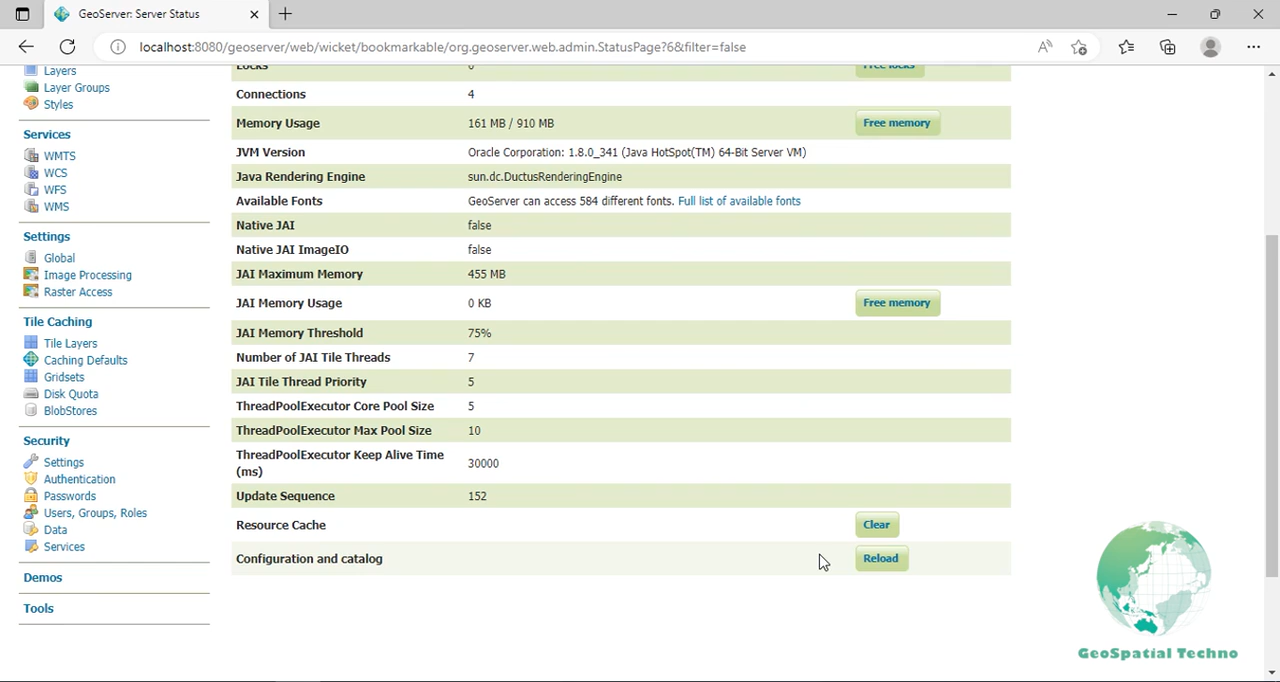 GeoServer: Server Status
localhost:8080/geoserver/web/wicket/bookmarkable/org.geoserver.web.admin.StatusPage?6&filter=false
Layers
Layer Groups
Styles
Services
WMTS
WCS
WFS
WMS
Settings
Global
Image Processing
Raster Access
Tile Caching
Tile Layers
Caching Defaults
Gridsets
Disk Quota
BlobStores
Security
Settings
Authentication
Passwords
Users, Groups, Roles
Data
Services
Demos
Tools
Locks 0 Free locks
Connections 4
Memory Usage 161 MB / 910 MB Free memory
JVM Version Oracle Corporation: 1.8.0_341 (Java HotSpot(TM) 64-Bit Server VM)
Java Rendering Engine sun.dc.DuctusRenderingEngine
Available Fonts GeoServer can access 584 different fonts. Full list of available fonts
Native JAI false
Native JAI ImageIO false
JAI Maximum Memory 455 MB
JAI Memory Usage 0 KB Free memory
JAI Memory Threshold 75%
Number of JAI Tile Threads 7
JAI Tile Thread Priority 5
ThreadPoolExecutor Core Pool Size 5
ThreadPoolExecutor Max Pool Size 10
ThreadPoolExecutor Keep Alive Time
(ms) 30000
Update Sequence 152
Resource Cache Clear
Configuration and catalog Reload
GeoSpatial Techno